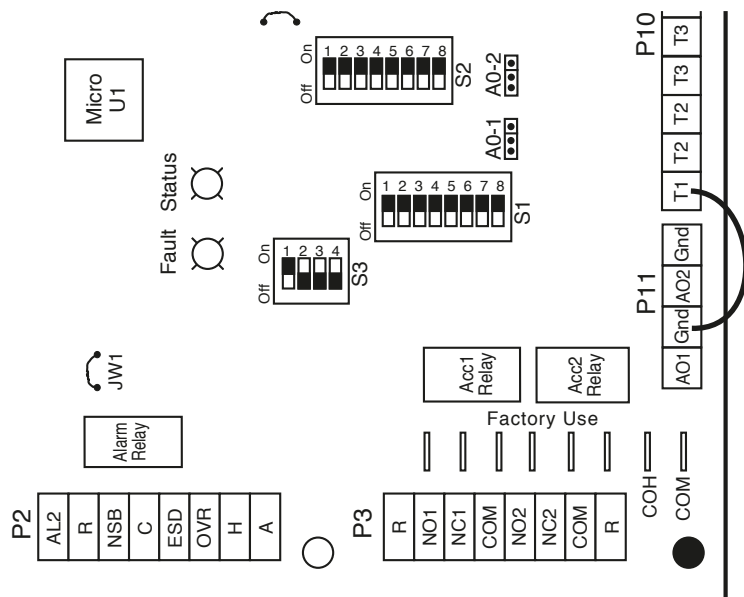 On
Off
1 2 3 4 5 6 7 8
S2
A0-2
A0-1
P10
T3
T3
T2
T2
T1
Micro
U1
Status
Fault
On
Off
1 2 3 4 5 6 7 8
S1
On
Off
1 2 3 4
S3
P11
Gnd
AO2
Gnd
AO1
JW1
Alarm
Relay
Acc1
Relay
Acc2
Relay
Factory Use
P2
AL2
R
NSB
C
ESD
OVR
H
A
P3
R
NO1
NC1
COM
NO2
NC2
COM
R
COH
COM